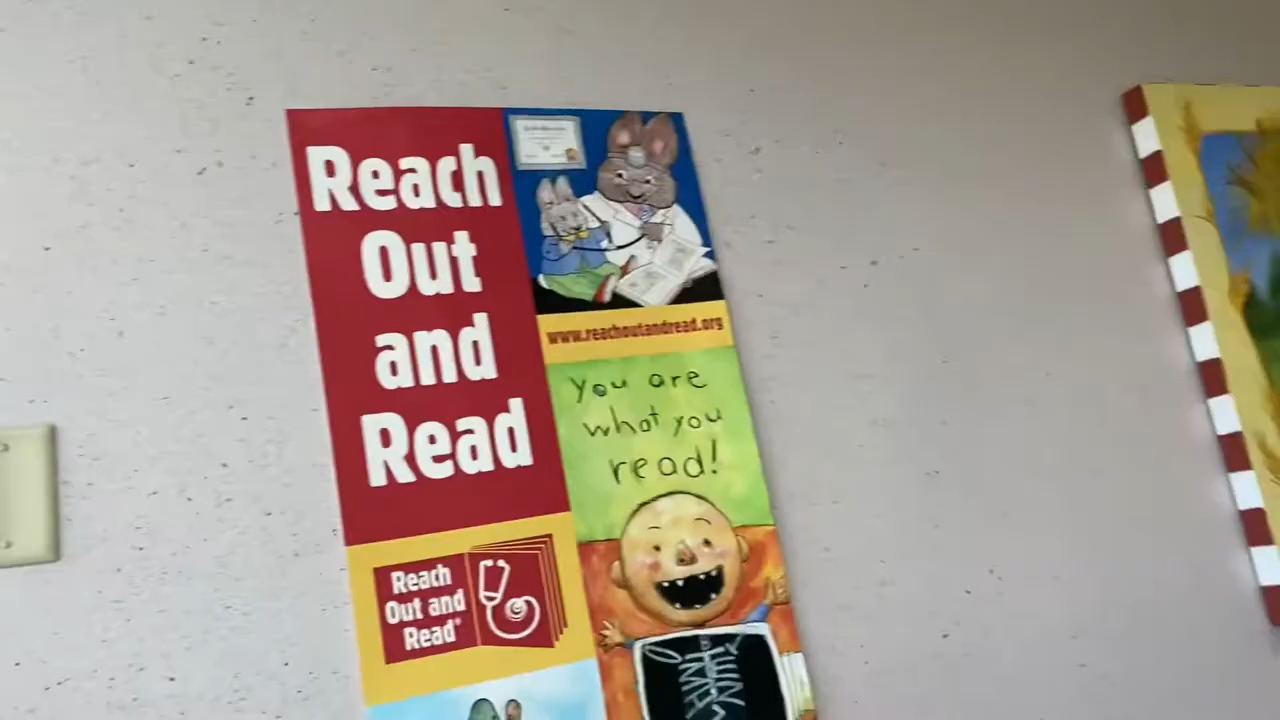 Reach
Out
and
Read
www.reachoutandread.org
You are
what you
read!
Reach
Out and
Read®